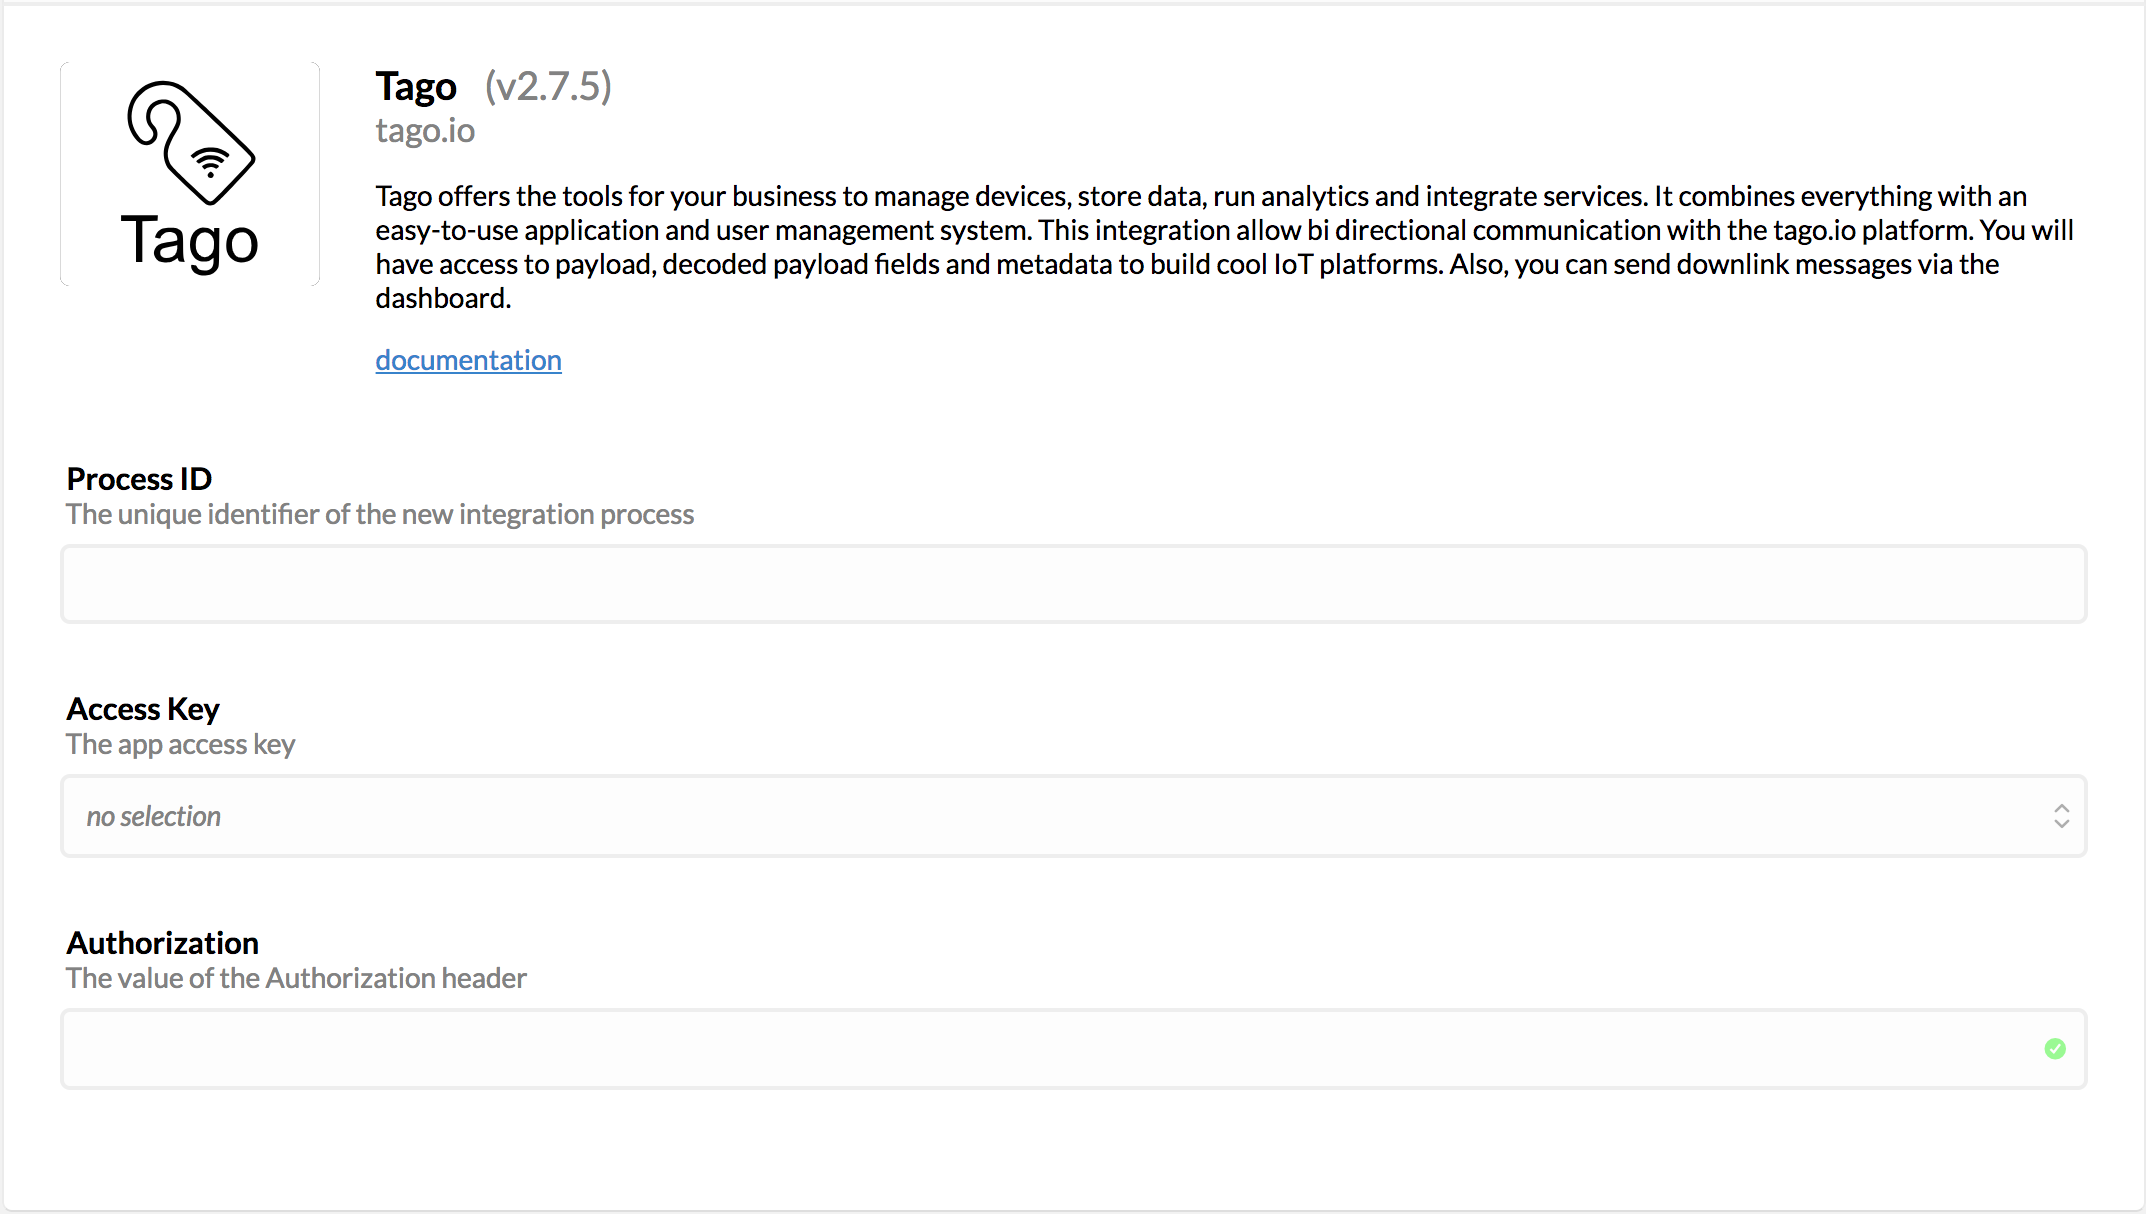 Tago
Tago (v2.7.5)
tago.io
Tago offers the tools for your business to manage devices, store data, run analytics and integrate services. It combines everything with an
easy-to-use application and user management system. This integration allow bi directional communication with the tago.io platform. You will
have access to payload, decoded payload fields and metadata to build cool IoT platforms. Also, you can send downlink messages via the
dashboard.
documentation
Process ID
The unique identifier of the new integration process
Access Key
The app access key
no selection
Authorization
The value of the Authorization header